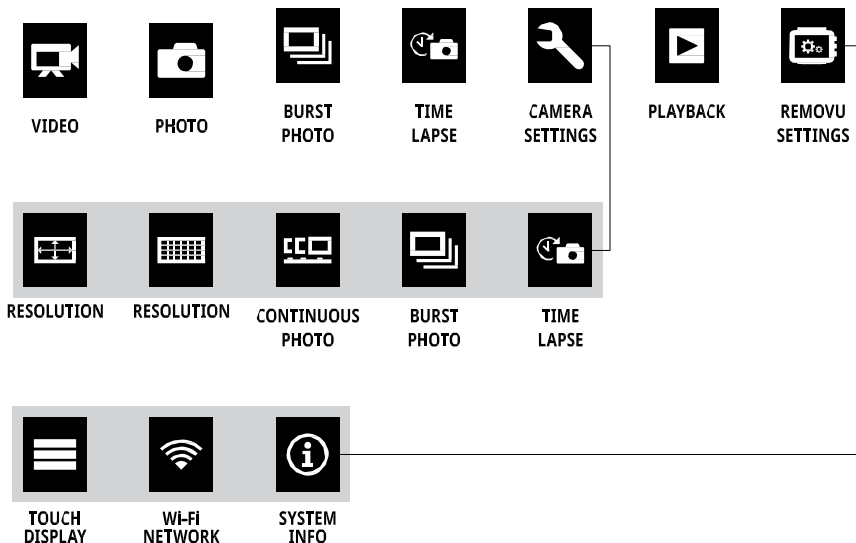 VIDEO
PHOTO
BURST
PHOTO
TIME
LAPSE
CAMERA
SETTINGS
PLAYBACK
REMOVU
SETTINGS
RESOLUTION
RESOLUTION
CONTINUOUS
PHOTO
BURST
PHOTO
TIME
LAPSE
TOUCH
DISPLAY
Wi-Fi
NETWORK
SYSTEM
INFO